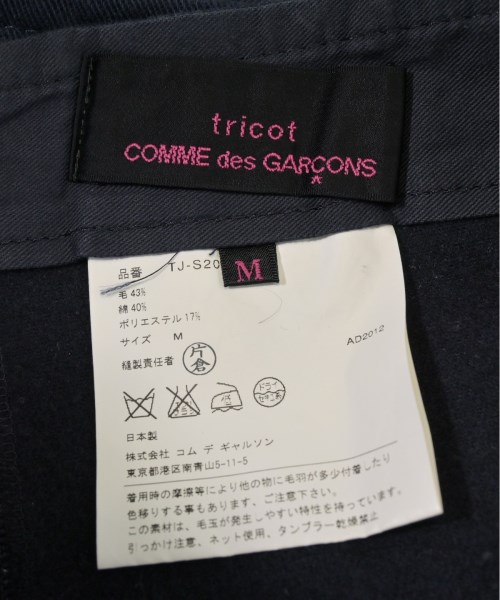 tricot
COMME des GARÇONS
M
品番 TJ-S20
毛 43%
綿 40%
ポリエステル 17%
サイズ M
AD2012
縫製責任者 片倉
ドライ
日本製
株式会社 コム デ ギャルソン
東京都港区南青山5-11-5
着用時の摩擦等により他の物に毛羽が多少付着したり
色移りする事もあります、ご注意下さい。
この素材は、毛玉が発生しやすい特性を持っています。
引っかけ注意、ネット使用、タンブラー乾燥禁止